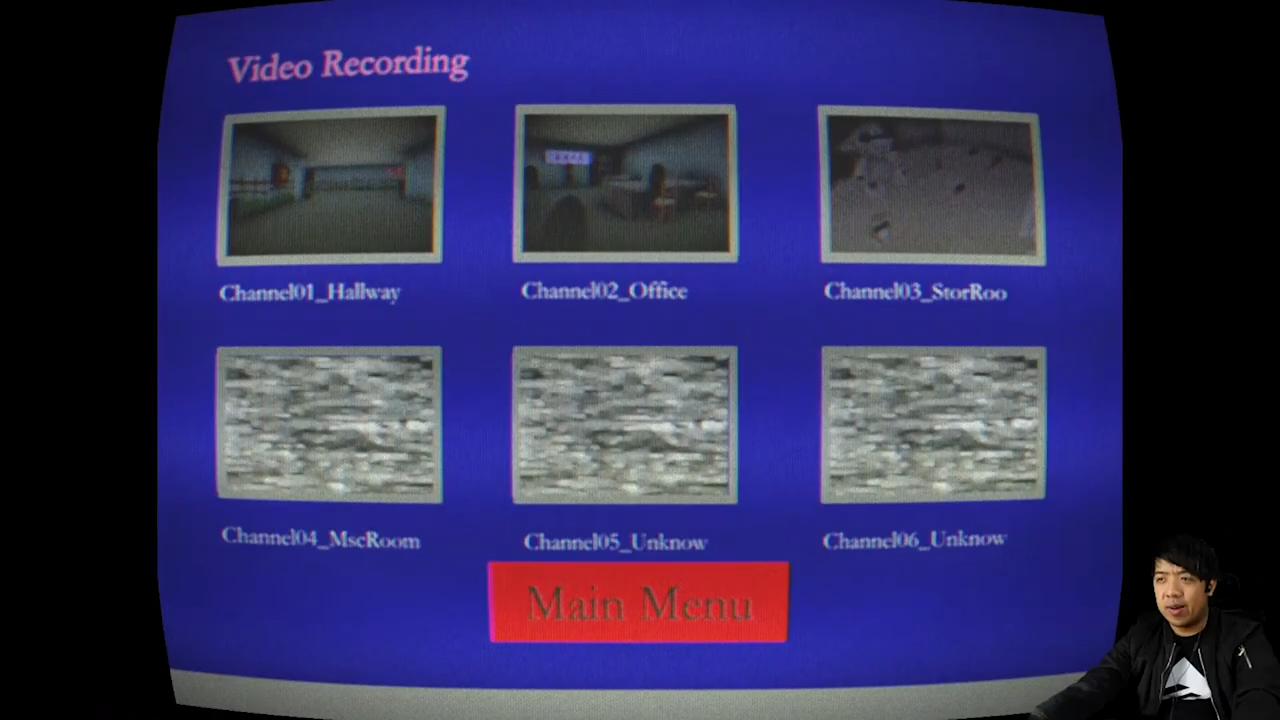 Video Recording
Channel01_Hallway
Channel02_Office
Channel03_StorRoo
Channel04_MscRoom
Channel05_Unknow
Channel06_Unknow
Main Menu